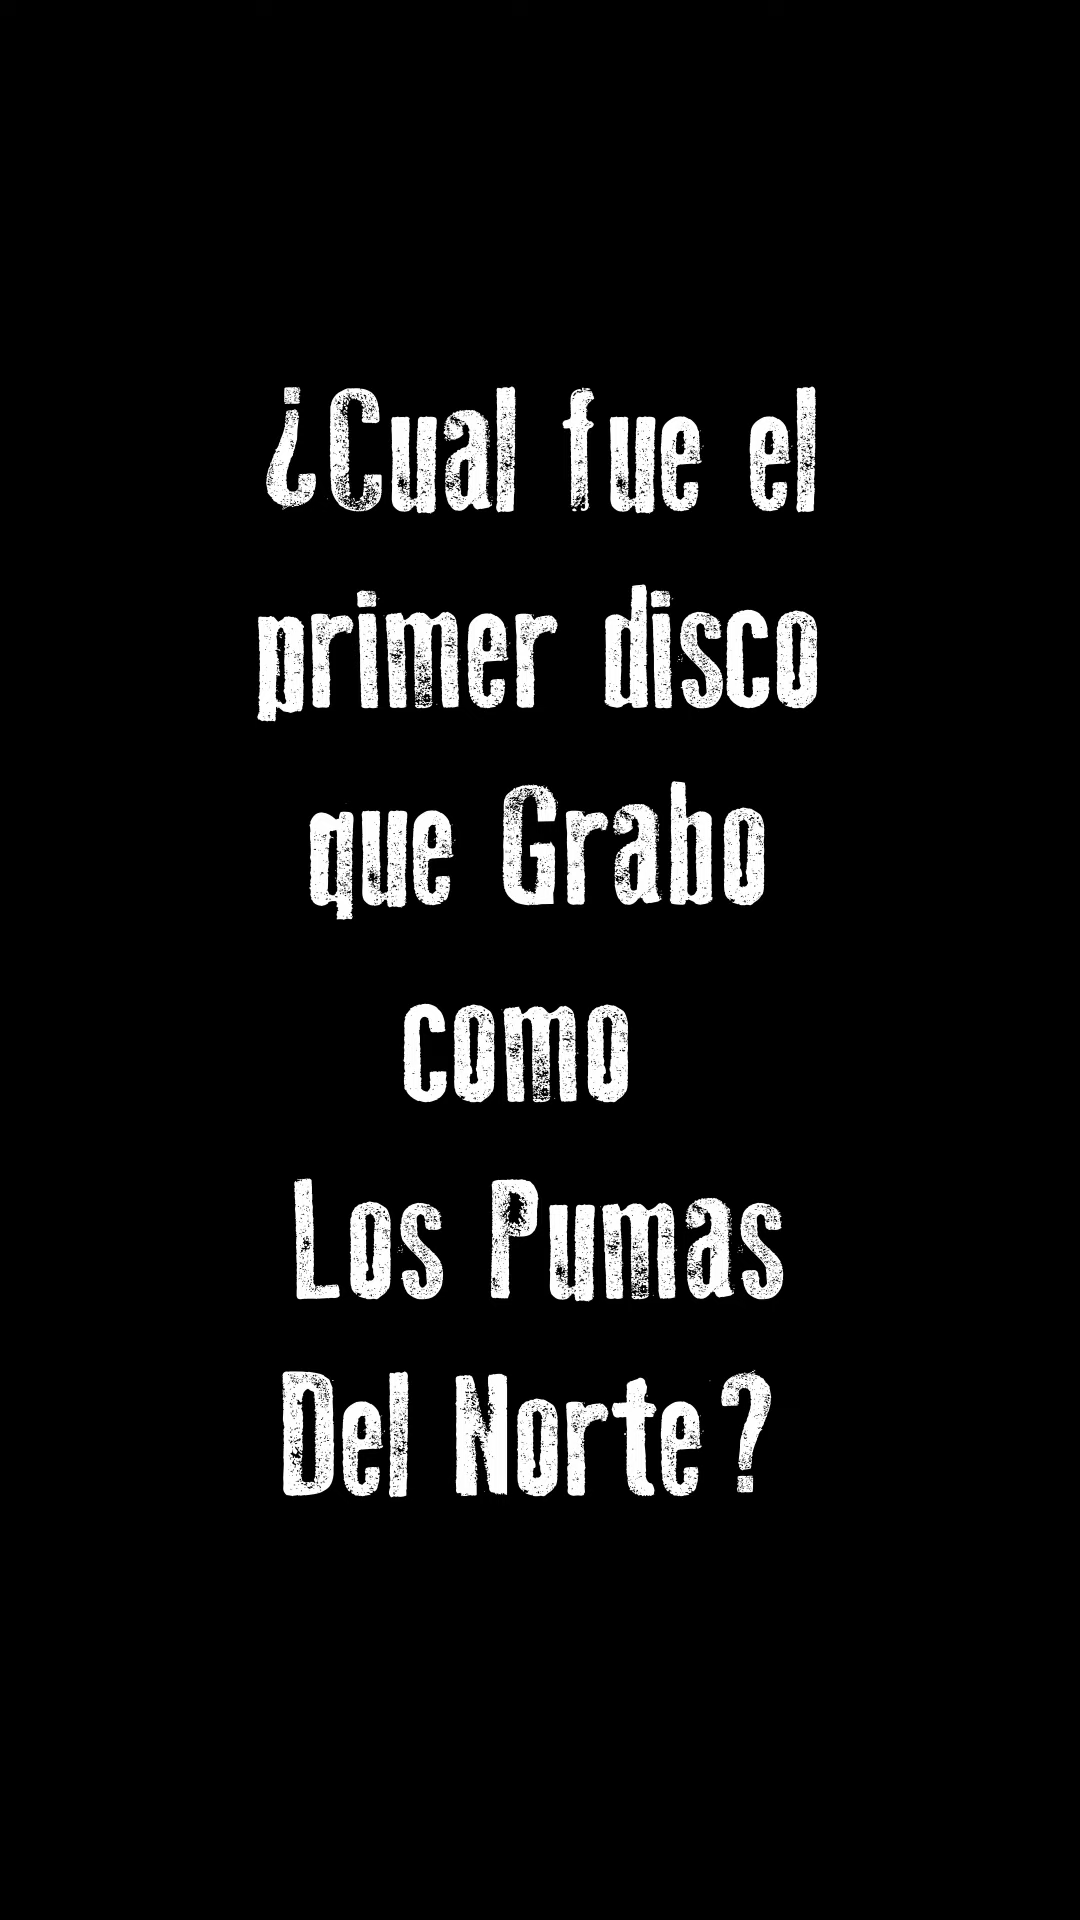 ¿Cual fue el
primer disco
que Grabo
como
Los Pumas
Del Norte?